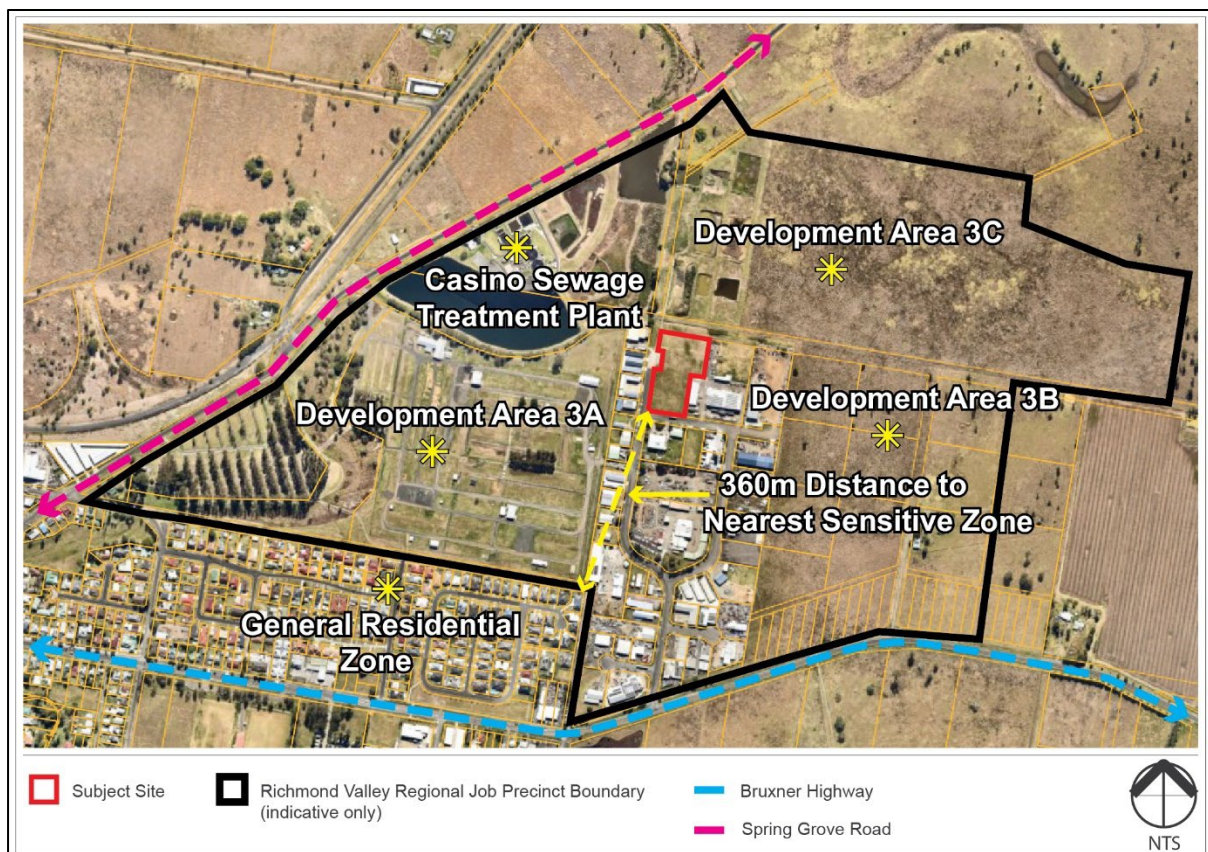 Development Area 3C
Casino Sewage
Treatment Plant
Development Area 3A
Development Area 3B
360m Distance to
Nearest Sensitive Zone
General Residential
Zone
Subject Site
Richmond Valley Regional Job Precinct Boundary
(indicative only)
Bruxner Highway
Spring Grove Road
NTS